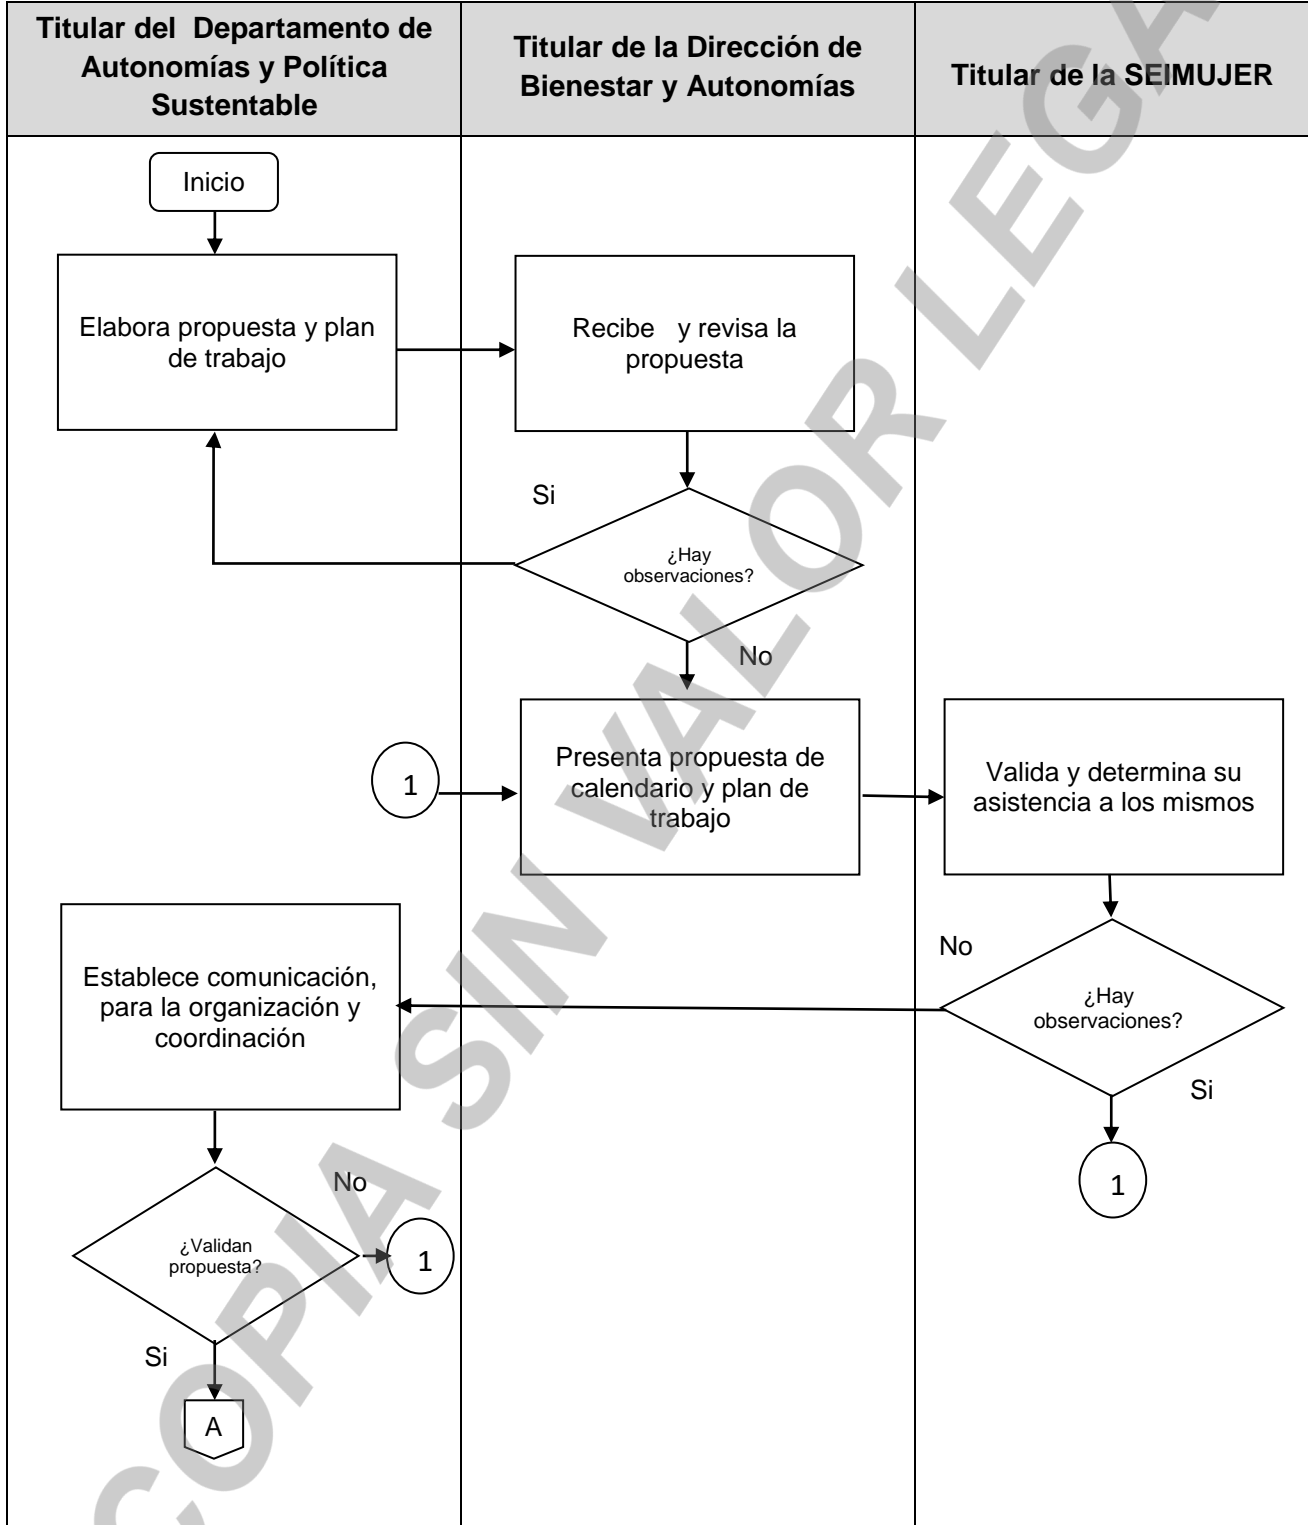 Titular del Departamento de
Autonomías y Política
Sustentable
Titular de la Dirección de
Bienestar y Autonomías
Titular de la SEIMUJER
Inicio
Elabora propuesta y plan
de trabajo
Recibe y revisa la
propuesta
Si
¿Hay
observaciones?
No
1
Presenta propuesta de
calendario y plan de
trabajo
Valida y determina su
asistencia a los mismos
Establece comunicación,
para la organización y
coordinación
No
¿Hay
observaciones?
Si
1
No
¿Validan
propuesta?
1
Si
A
COPIA SIN VALOR LEGA